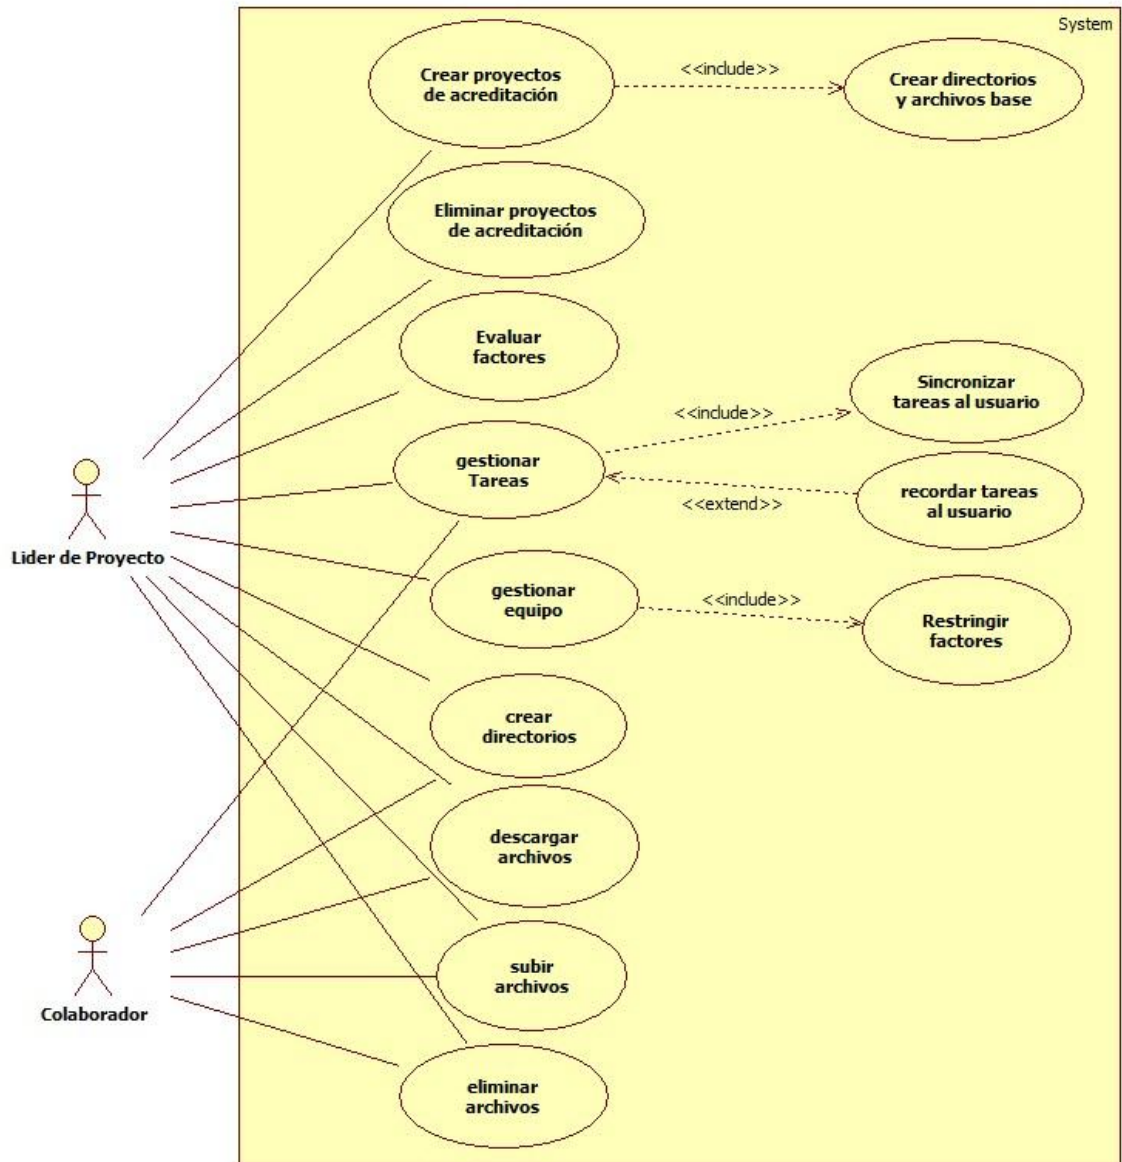 System
Crear proyectos
de acreditación
<<include>>
Crear directorios
y archivos base
Eliminar proyectos
de acreditación
Evaluar
factores
<<include>>
Sincronizar
tareas al usuario
gestionar
Tareas
<<extend>>
recordar tareas
al usuario
Lider de Proyecto
gestionar
equipo
<<include>>
Restringir
factores
crear
directorios
descargar
archivos
subir
archivos
Colaborador
eliminar
archivos